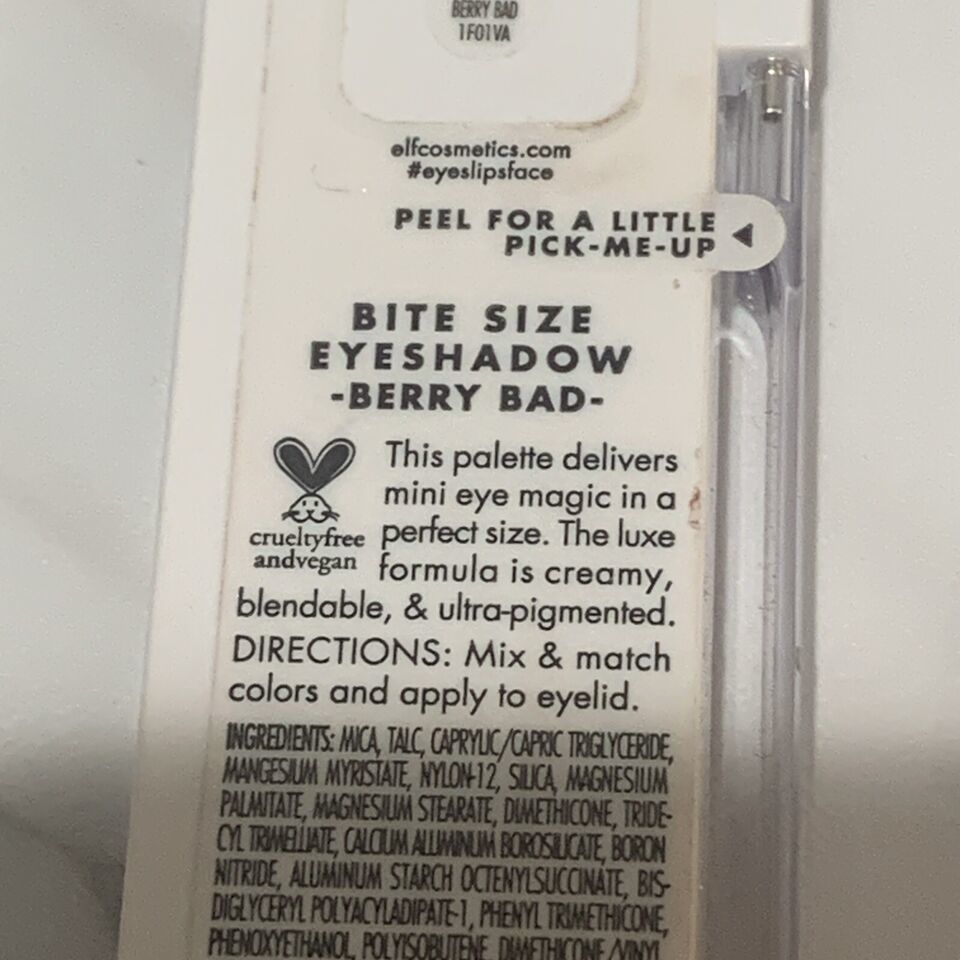 BERRY BAD
1F01VA
elfcosmetics.com
#eyeslipsface
PEEL FOR A LITTLE
PICK-ME-UP
BITE SIZE
EYESHADOW
-BERRY BAD-
This palette delivers
mini eye magic in a
perfect size. The luxe
formula is creamy,
blendable, & ultra-pigmented.
crueltyfree
andvegan
DIRECTIONS: Mix & match
colors and apply to eyelid.
INGREDIENTS: MICA, TALC, CAPRYLIC/CAPRIC TRIGLYCERIDE,
MANGESIUM MYRISTATE, NYLON-12, SILICA, MAGNESIUM
PALMITATE, MAGNESIUM STEARATE, DIMETHICONE, TRIDE-
CYL TRIMELLIATE, CALCIUM ALUMINUM BOROSILICATE, BORON
NITRIDE, ALUMINUM STARCH OCTENYLSUCCINATE, BIS-
DIGLYCERYL POLYACYLADIPATE-1, PHENYL TRIMETHICONE,
PHENOXYETHANOL, POLYISOBUTENE, DIMETHICONE/VINYL